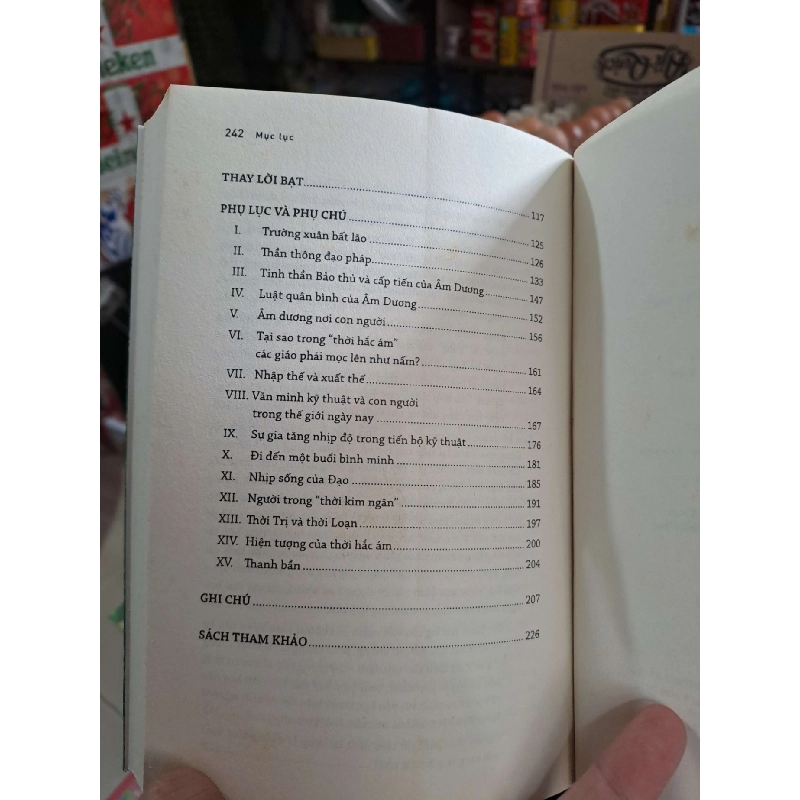 eineken
einek
242 Mục lục
THAY LỜI BẠT........ 117
PHỤ LỤC VÀ PHỤ CHÚ........ 125
I. Trường xuân bất lão........ 126
II. Thần thông đạo pháp........ 133
III. Tinh thần Bảo thủ và cấp tiến của Âm Dương........ 147
IV. Luật quân bình của Âm Dương........ 152
V. Âm dương nơi con người........ 156
VI. Tại sao trong "thời hắc ám"
các giáo phái mọc lên như nấm?........ 161
VII. Nhập thế và xuất thế........ 164
VIII. Văn minh kỹ thuật và con người
trong thế giới ngày nay........ 167
IX. Sự gia tăng nhịp độ trong tiến bộ kỹ thuật........ 176
X. Đi đến một buổi bình minh........ 181
XI. Nhịp sống của Đạo........ 185
XII. Người trong "thời kim ngân"........ 191
XIII. Thời Trị và thời Loạn........ 197
XIV. Hiện tượng của thời hắc ám........ 200
XV. Thanh bần........ 204
GHI CHÚ........ 207
SÁCH THAM KHẢO........ 226